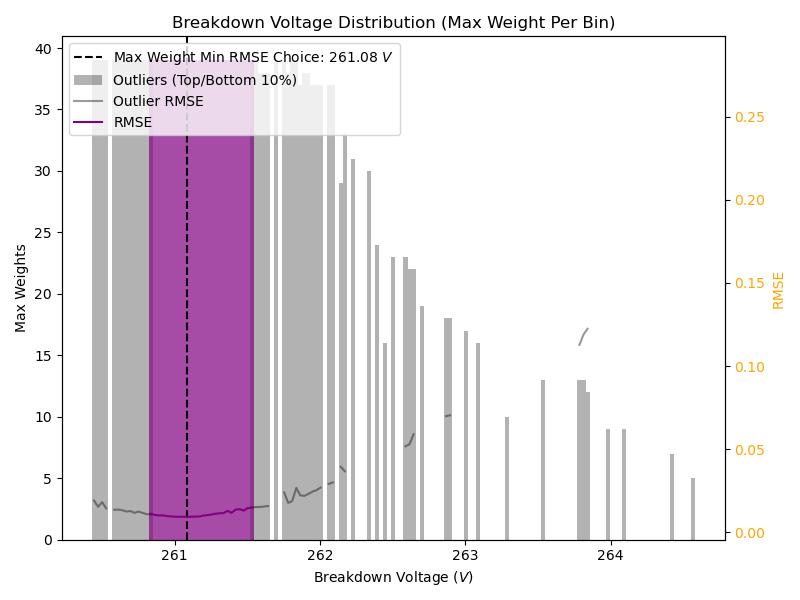 Breakdown Voltage Distribution (Max Weight Per Bin)
Max Weight Min RMSE Choice: 261.08 V
Outliers (Top/Bottom 10%)
Outlier RMSE
RMSE
40
35
30
25
20
15
10
5
0
Max Weights
0.25
0.20
0.15
0.10
0.05
0.00
RMSE
261 262 263 264
Breakdown Voltage (V)